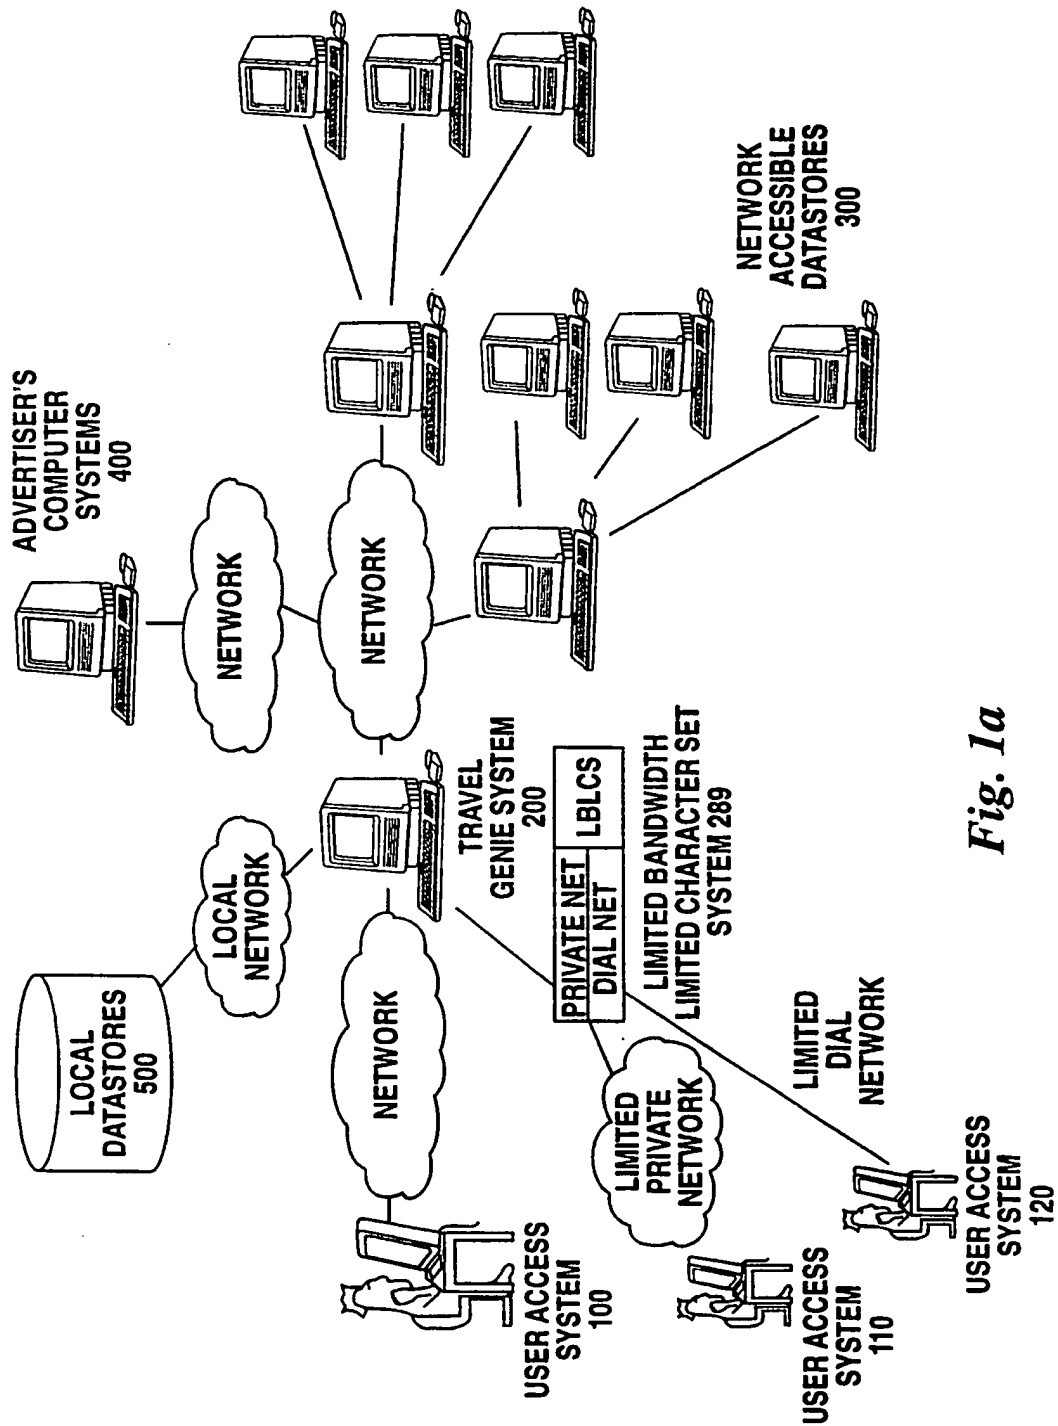 ADVERTISER'S
COMPUTER
SYSTEMS
400
LOCAL
DATASTORES
500
LOCAL
NETWORK
NETWORK
NETWORK
NETWORK
TRAVEL
GENIE SYSTEM
200
NETWORK
ACCESSIBLE
DATASTORES
300
USER ACCESS
SYSTEM
100
PRIVATE NET
DIAL NET
LBLCS
LIMITED BANDWIDTH
LIMITED CHARACTER SET
SYSTEM 289
LIMITED
PRIVATE
NETWORK
LIMITED
DIAL
NETWORK
USER ACCESS
SYSTEM
110
USER ACCESS
SYSTEM
120
Fig. 1a